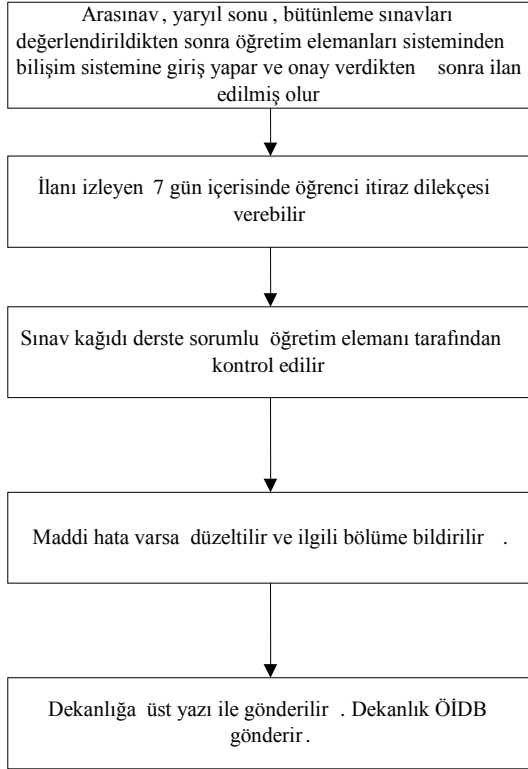 Arasınav , yaryıl sonu , bütünleme sınavları
değerlendirildikten sonra öğretim elemanları sisteminden
bilişim sistemine giriş yapar ve onay verdikten sonra ilan
edilmiş olur
İlanı izleyen 7 gün içerisinde öğrenci itiraz dilekçesi
verebilir
Sınav kağıdı derste sorumlu öğretim elemanı tarafından
kontrol edilir
Maddi hata varsa düzeltilir ve ilgili bölüme bildirilir .
Dekanlığa üst yazı ile gönderilir . Dekanlık ÖİDB
gönderir .